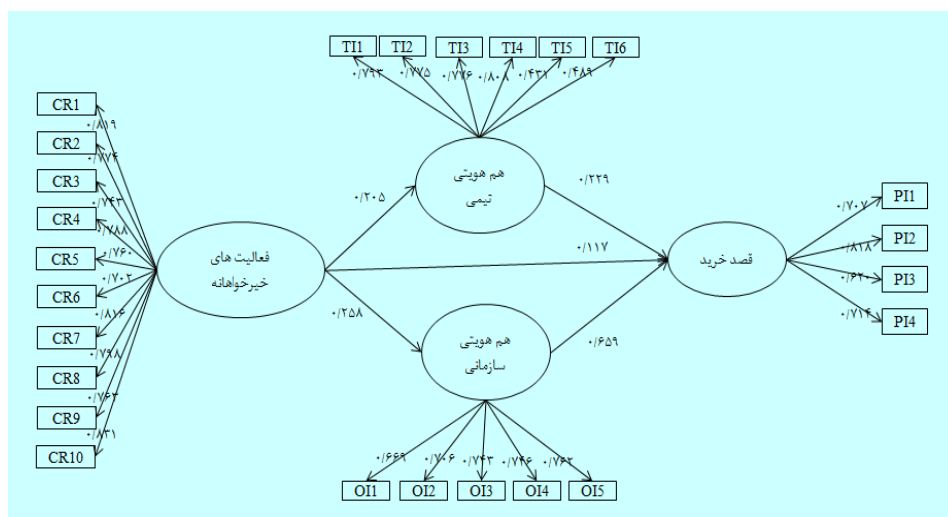 TI1 TI2 TI3 TI4 TI5 TI6
۰/۷۹۳ ۰/۷۷۵ ۰/۷۷۶ ۰/۸۰۸ ۰/۴۳۱ ۰/۴۸۹
CR1
۰/۸۱۹
CR2
۰/۷۷۴
CR3
۰/۷۴۳
CR4
۰/۷۸۸
CR5
۰/۷۶۰
CR6
۰/۷۰۲
CR7
۰/۸۱۶
CR8
۰/۷۹۸
CR9
۰/۷۶۳
CR10
۰/۸۳۱
فعالیت های
خیرخواهانه
۰/۲۰۵
۰/۱۱۷
۰/۲۵۸
هم هویتی
تیمی
۰/۲۲۹
هم هویتی
سازمانی
۰/۶۵۹
قصد خرید
۰/۷۰۷
PI1
۰/۸۱۸
PI2
۰/۶۲۰
PI3
۰/۷۱۴
PI4
۰/۶۶۹ ۰/۷۰۶ ۰/۷۴۳ ۰/۷۴۶ ۰/۷۶۲
OI1 OI2 OI3 OI4 OI5